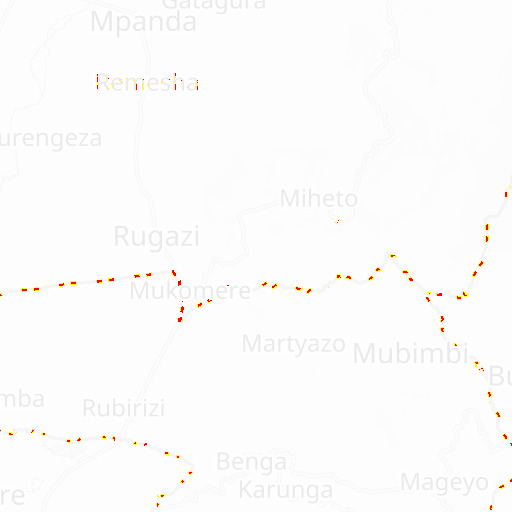 Gatagura
Mpanda
Remesha
urengeza
Miheto
Rugazi
Mukomere
Martyazo
Mubimbi
Bu
mba
Rubirizi
Benga
Karunga
Mageyo
re